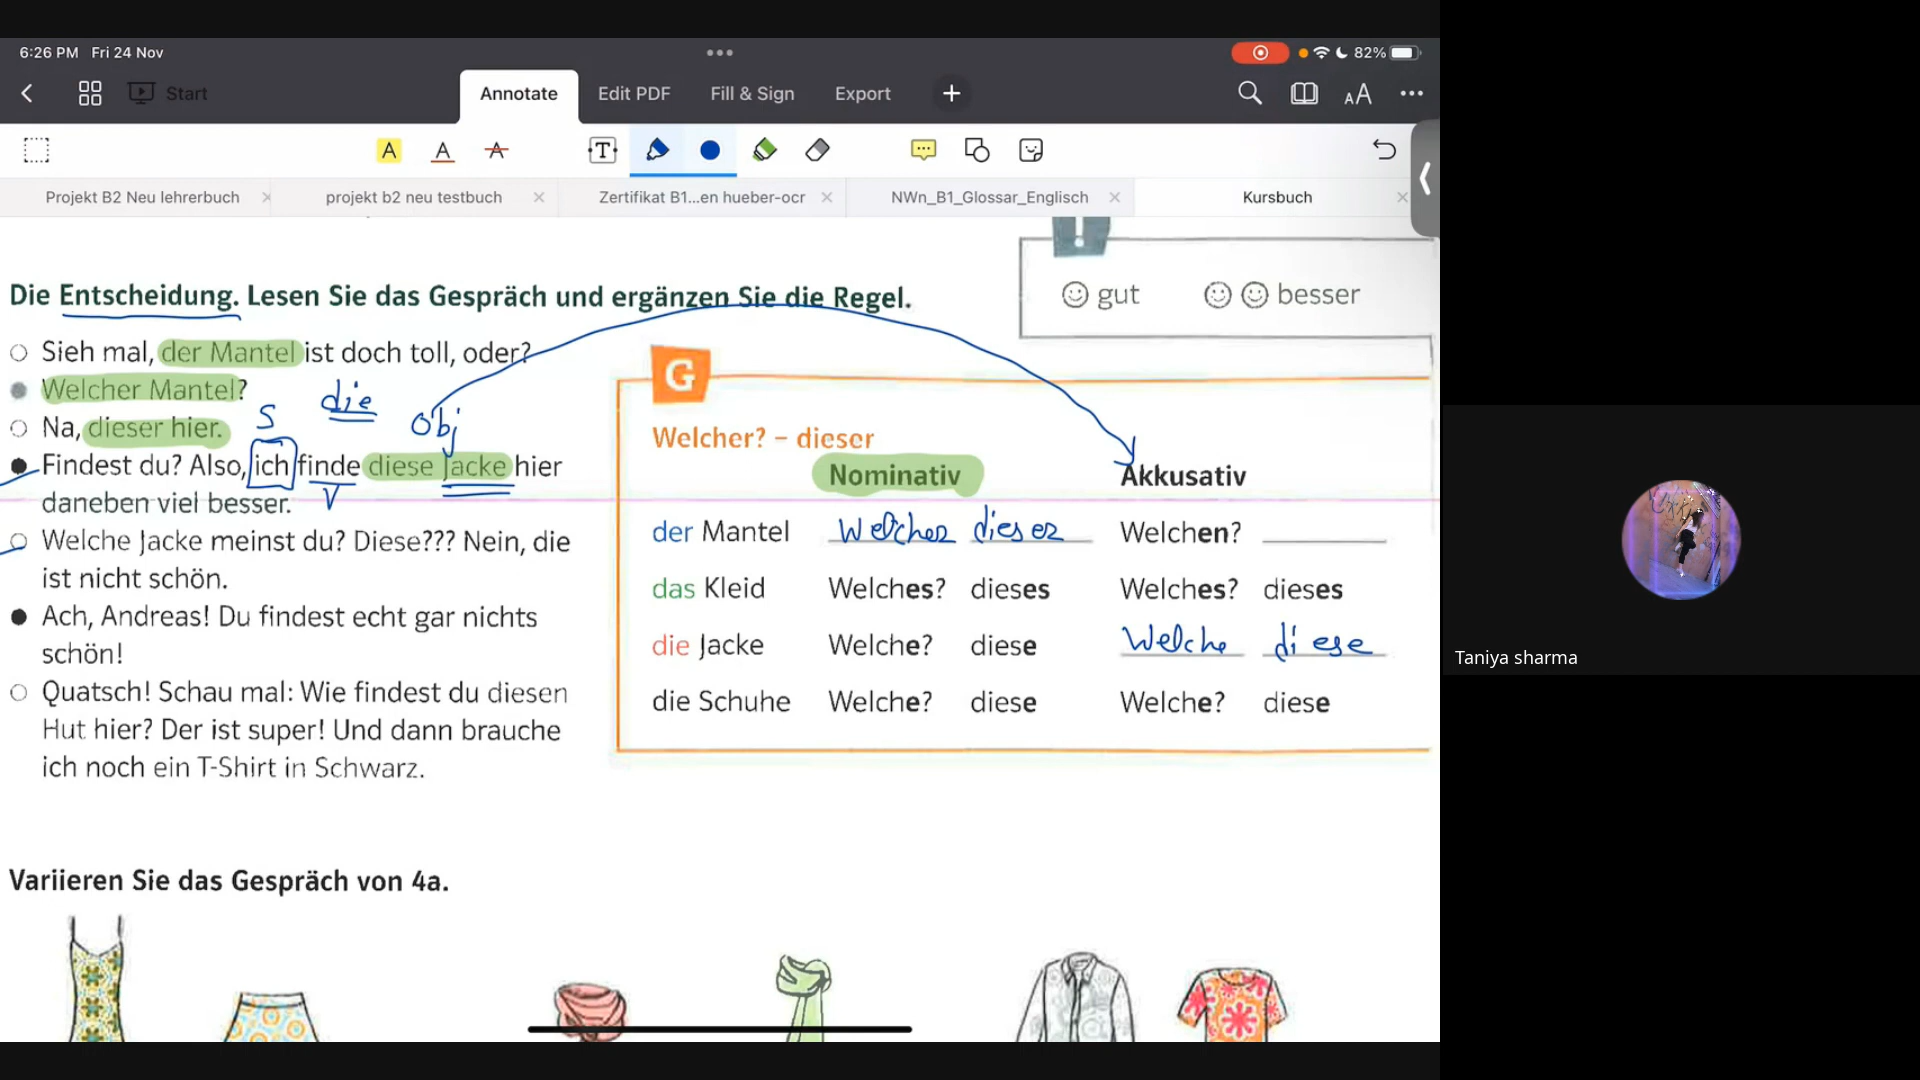 6:26 PM Fri 24 Nov
82%
Start
Annotate
Edit PDF
Fill & Sign
Export
AA
A A A T
Projekt B2 Neu lehrerbuch
projekt b2 neu testbuch
Zertifikat B1...en hueber-ocr
NWn_B1_Glossar_Englisch
Kursbuch
!
gut besser
Die Entscheidung. Lesen Sie das Gespräch und ergänzen Sie die Regel.
Sieh mal, der Mantel ist doch toll, oder?
Welcher Mantel?
die
S
Obj
Na, dieser hier.
Findest du? Also, ich finde diese Jacke hier
V
daneben viel besser.
Welche Jacke meinst du? Diese??? Nein, die
ist nicht schön.
Ach, Andreas! Du findest echt gar nichts
schön!
Quatsch! Schau mal: Wie findest du diesen
Hut hier? Der ist super! Und dann brauche
ich noch ein T-Shirt in Schwarz.
G
Welcher? – dieser
Nominativ Akkusativ
der Mantel Welcher dieser Welchen?
das Kleid Welches? dieses Welches? dieses
die Jacke Welche? diese Welche diese
die Schuhe Welche? diese Welche? diese
Variieren Sie das Gespräch von 4a.
Taniya sharma